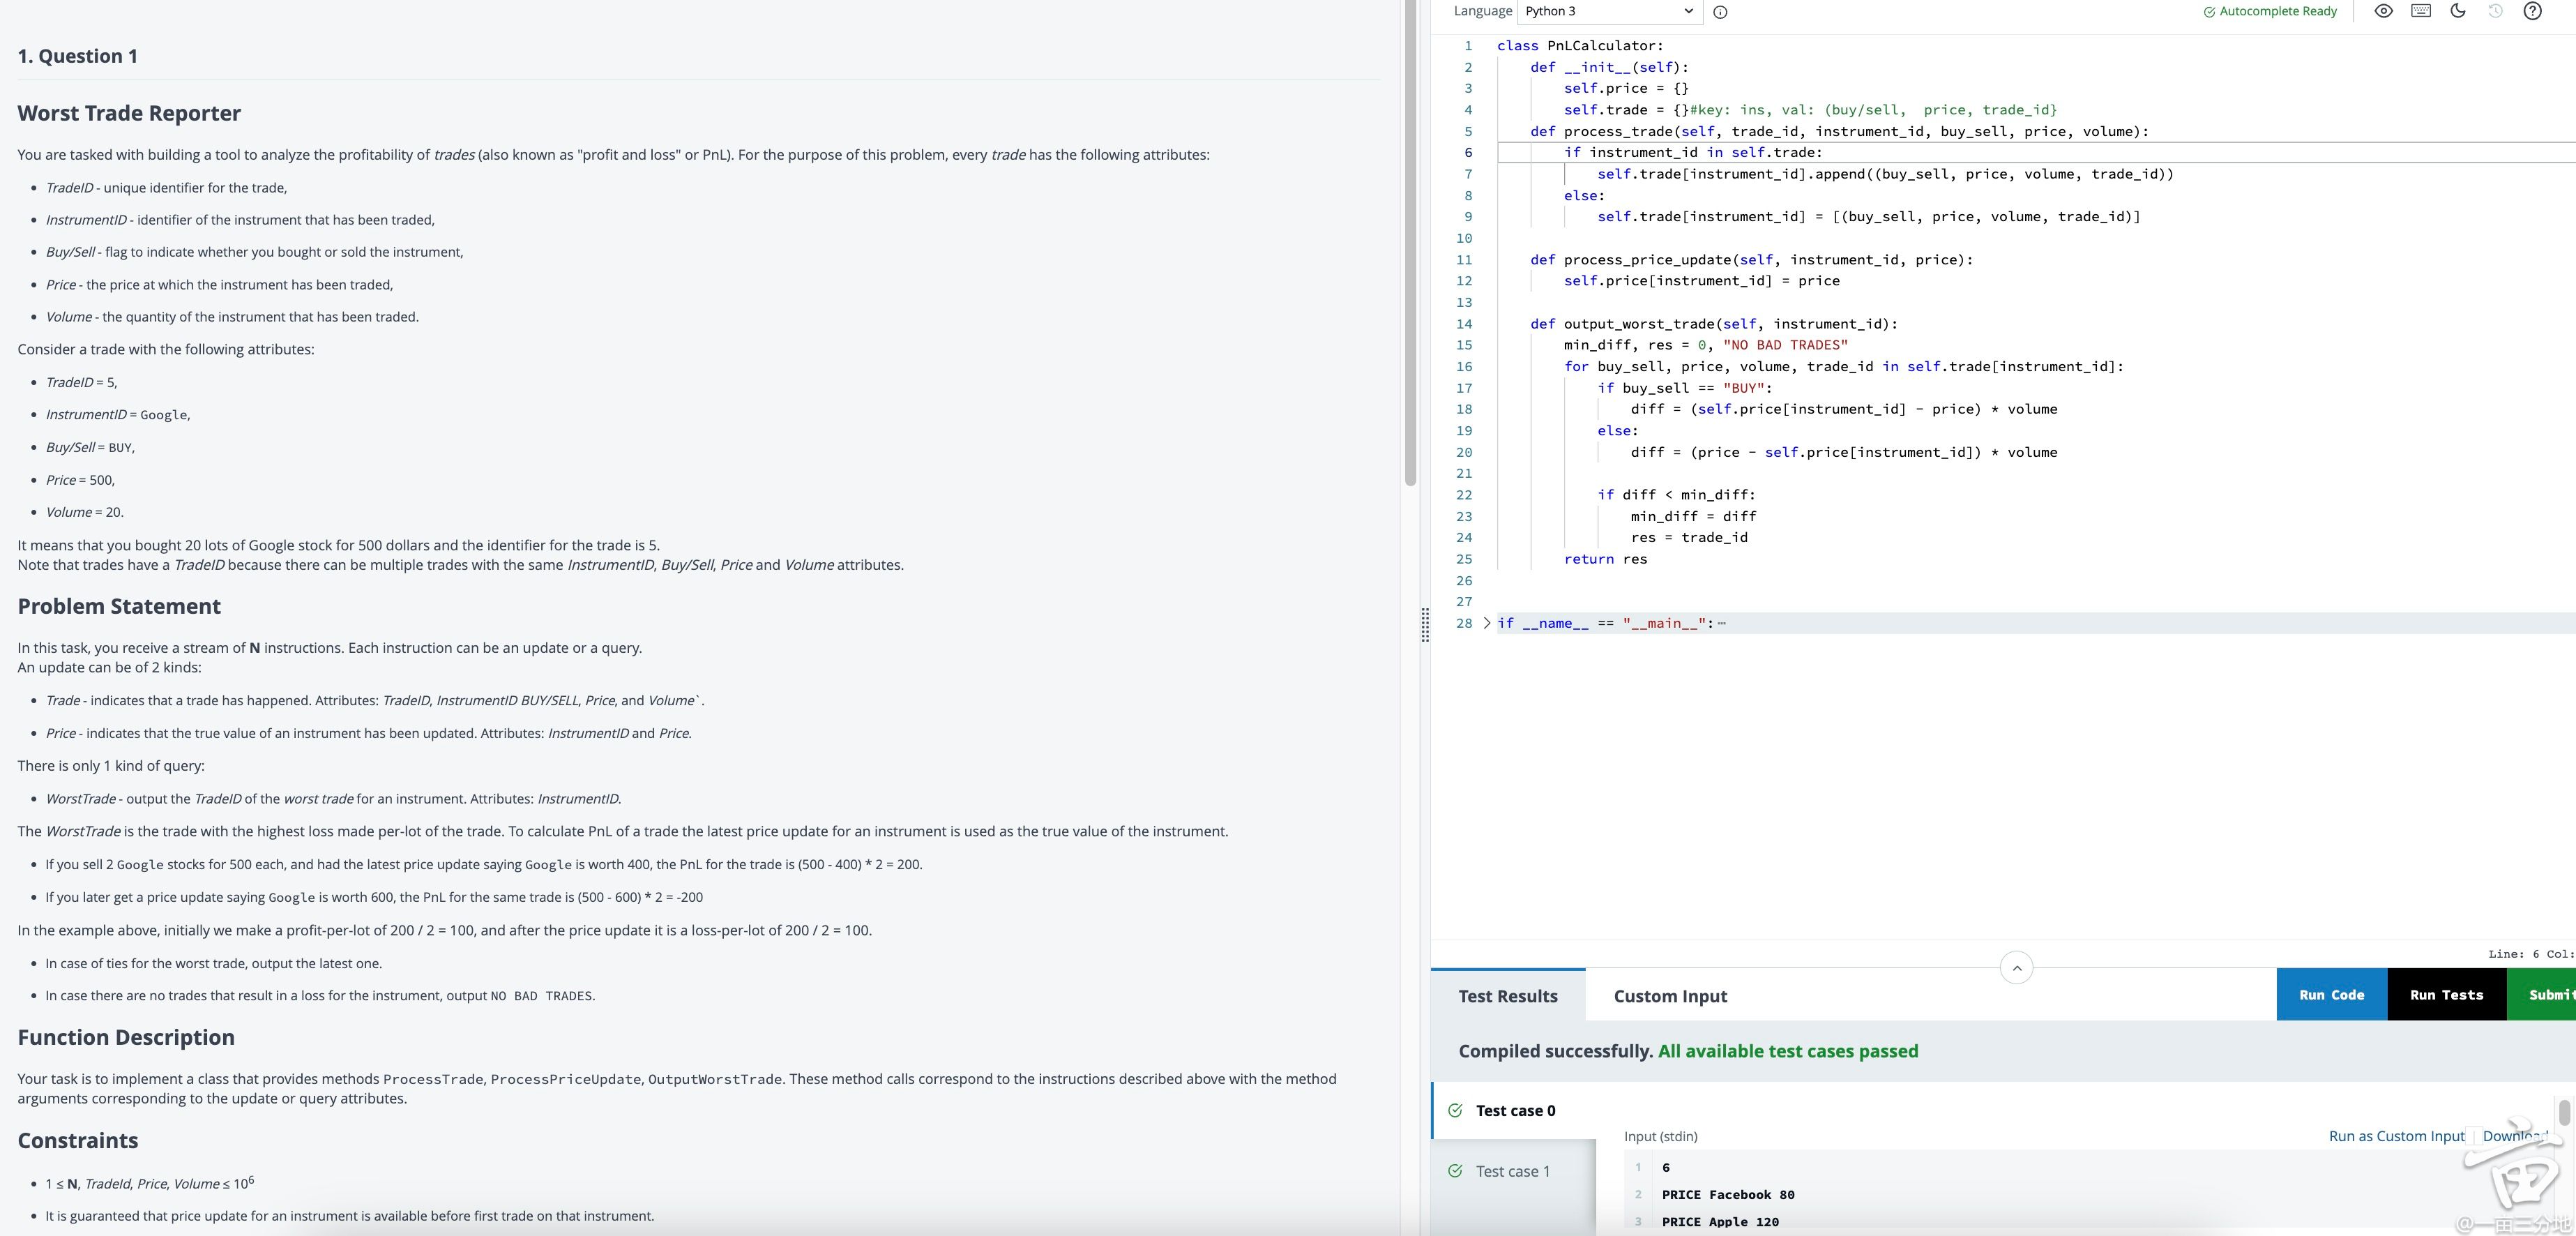 1. Question 1
Worst Trade Reporter
You are tasked with building a tool to analyze the profitability of trades (also known as "profit and loss" or PnL). For the purpose of this problem, every trade has the following attributes:
• TradeID - unique identifier for the trade,
• InstrumentID - identifier of the instrument that has been traded,
• Buy/Sell - flag to indicate whether you bought or sold the instrument,
• Price - the price at which the instrument has been traded,
• Volume - the quantity of the instrument that has been traded.
Consider a trade with the following attributes:
• TradeID = 5,
• InstrumentID = Google,
• Buy/Sell = BUY,
• Price = 500,
• Volume = 20.
It means that you bought 20 lots of Google stock for 500 dollars and the identifier for the trade is 5.
Note that trades have a TradeID because there can be multiple trades with the same InstrumentID, Buy/Sell, Price and Volume attributes.
Problem Statement
In this task, you receive a stream of N instructions. Each instruction can be an update or a query.
An update can be of 2 kinds:
• Trade - indicates that a trade has happened. Attributes: TradeID, InstrumentID BUY/SELL, Price, and Volume`.
• Price - indicates that the true value of an instrument has been updated. Attributes: InstrumentID and Price.
There is only 1 kind of query:
• WorstTrade - output the TradeID of the worst trade for an instrument. Attributes: InstrumentID.
The WorstTrade is the trade with the highest loss made per-lot of the trade. To calculate PnL of a trade the latest price update for an instrument is used as the true value of the instrument.
• If you sell 2 Google stocks for 500 each, and had the latest price update saying Google is worth 400, the PnL for the trade is (500 - 400) * 2 = 200.
• If you later get a price update saying Google is worth 600, the PnL for the same trade is (500 - 600) * 2 = -200
In the example above, initially we make a profit-per-lot of 200 / 2 = 100, and after the price update it is a loss-per-lot of 200 / 2 = 100.
• In case of ties for the worst trade, output the latest one.
• In case there are no trades that result in a loss for the instrument, output NO BAD TRADES.
Function Description
Your task is to implement a class that provides methods ProcessTrade, ProcessPriceUpdate, OutputWorstTrade. These method calls correspond to the instructions described above with the method
arguments corresponding to the update or query attributes.
Constraints
• 1 ≤ N, TradeId, Price, Volume ≤ 10⁶
• It is guaranteed that price update for an instrument is available before first trade on that instrument.
Language Python 3
Autocomplete Ready
1 class PnLCalculator:
2 def __init__(self):
3 self.price = {}
4 self.trade = {}#key: ins, val: (buy/sell,  price, trade_id}
5 def process_trade(self, trade_id, instrument_id, buy_sell, price, volume):
6 if instrument_id in self.trade:
7 self.trade[instrument_id].append((buy_sell, price, volume, trade_id))
8 else:
9 self.trade[instrument_id] = [(buy_sell, price, volume, trade_id)]
10
11 def process_price_update(self, instrument_id, price):
12 self.price[instrument_id] = price
13
14 def output_worst_trade(self, instrument_id):
15 min_diff, res = 0, "NO BAD TRADES"
16 for buy_sell, price, volume, trade_id in self.trade[instrument_id]:
17 if buy_sell == "BUY":
18 diff = (self.price[instrument_id] - price) * volume
19 else:
20 diff = (price - self.price[instrument_id]) * volume
21
22 if diff < min_diff:
23 min_diff = diff
24 res = trade_id
25 return res
26
27
28 if __name__ == "__main__":
Line: 6 Col:
Test Results
Custom Input
Run Code
Run Tests
Submit
Compiled successfully. All available test cases passed
Test case 0
Test case 1
Input (stdin)
Run as Custom Input
Download
1 6
2 PRICE Facebook 80
3 PRICE Apple 120
@一亩三分地